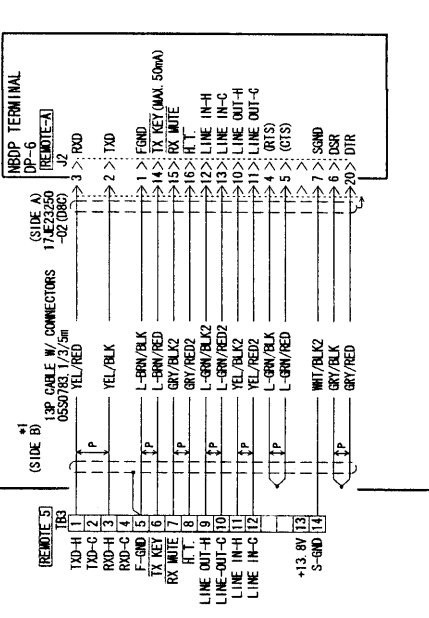 NBDP TERMINAL
DP-6
REMOTE-A
J2
3 RXD
2 TXD
1 FGND
14 TX KEY (MAX. 50mA)
15 RX MUTE
16 H.T.
12 LINE IN-H
13 LINE IN-C
10 LINE OUT-H
11 LINE OUT-C
4 (RTS)
5 (CTS)
7 SGND
6 DSR
20 DTR
(SIDE A)
17JE23250
-02 (D8C)
*1
(SIDE B)
13P CABLE W/ CONNECTORS
05S0783, 1/3/5m
YEL/RED
YEL/BLK
L-BRN/BLK
L-BRN/RED
GRY/BLK2
GRY/RED2
L-GRN/BLK2
L-GRN/RED2
YEL/BLK2
YEL/RED2
L-GRN/BLK
L-GRN/RED
WHT/BLK2
GRY/BLK
GRY/RED
P
P
P
P
P
P
P
REMOTE 5
TB3
TXD-H 1
TXD-C 2
RXD-H 3
RXD-C 4
F-GND 5
TX KEY 6
RX MUTE 7
H.T. 8
LINE OUT-H 9
LINE-OUT-C 10
LINE IN-H 11
LINE IN-C 12
+13.8V 13
S-GND 14